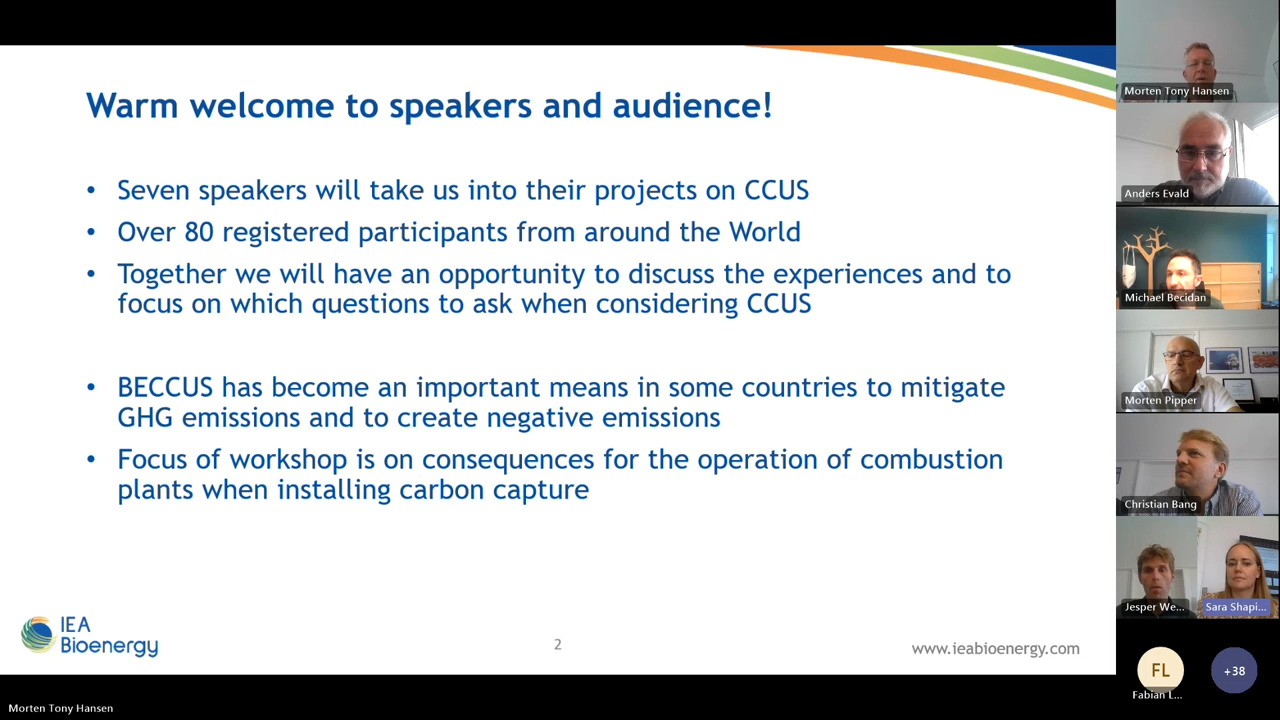 Warm welcome to speakers and audience!
• Seven speakers will take us into their projects on CCUS
• Over 80 registered participants from around the World
• Together we will have an opportunity to discuss the experiences and to
focus on which questions to ask when considering CCUS
• BECCUS has become an important means in some countries to mitigate
GHG emissions and to create negative emissions
• Focus of workshop is on consequences for the operation of combustion
plants when installing carbon capture
IEA
Bioenergy
2
www.ieabioenergy.com
Morten Tony Hansen
Morten Tony Hansen
Anders Evald
Michael Becidan
Morten Pipper
Christian Bang
Jesper We...
Sara Shapi...
FL
Fabian L...
+38